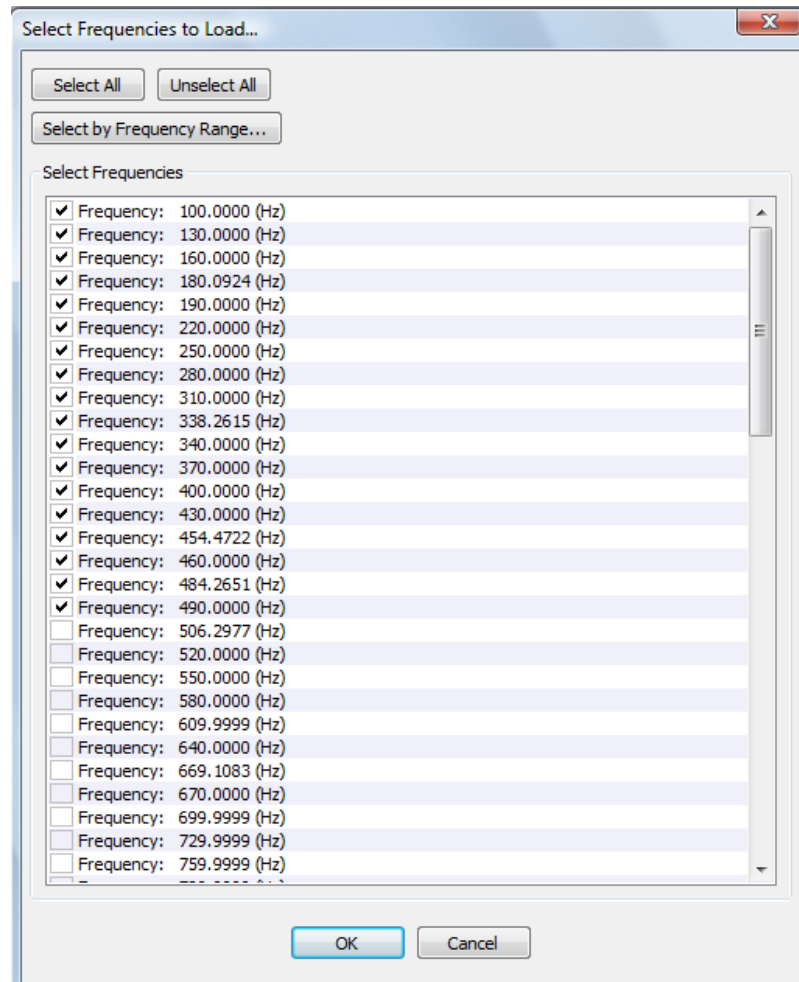 Select Frequencies to Load...
Select All Unselect All
Select by Frequency Range...
Select Frequencies
Frequency: 100.0000 (Hz)
Frequency: 130.0000 (Hz)
Frequency: 160.0000 (Hz)
Frequency: 180.0924 (Hz)
Frequency: 190.0000 (Hz)
Frequency: 220.0000 (Hz)
Frequency: 250.0000 (Hz)
Frequency: 280.0000 (Hz)
Frequency: 310.0000 (Hz)
Frequency: 338.2615 (Hz)
Frequency: 340.0000 (Hz)
Frequency: 370.0000 (Hz)
Frequency: 400.0000 (Hz)
Frequency: 430.0000 (Hz)
Frequency: 454.4722 (Hz)
Frequency: 460.0000 (Hz)
Frequency: 484.2651 (Hz)
Frequency: 490.0000 (Hz)
Frequency: 506.2977 (Hz)
Frequency: 520.0000 (Hz)
Frequency: 550.0000 (Hz)
Frequency: 580.0000 (Hz)
Frequency: 609.9999 (Hz)
Frequency: 640.0000 (Hz)
Frequency: 669.1083 (Hz)
Frequency: 670.0000 (Hz)
Frequency: 699.9999 (Hz)
Frequency: 729.9999 (Hz)
Frequency: 759.9999 (Hz)
OK Cancel